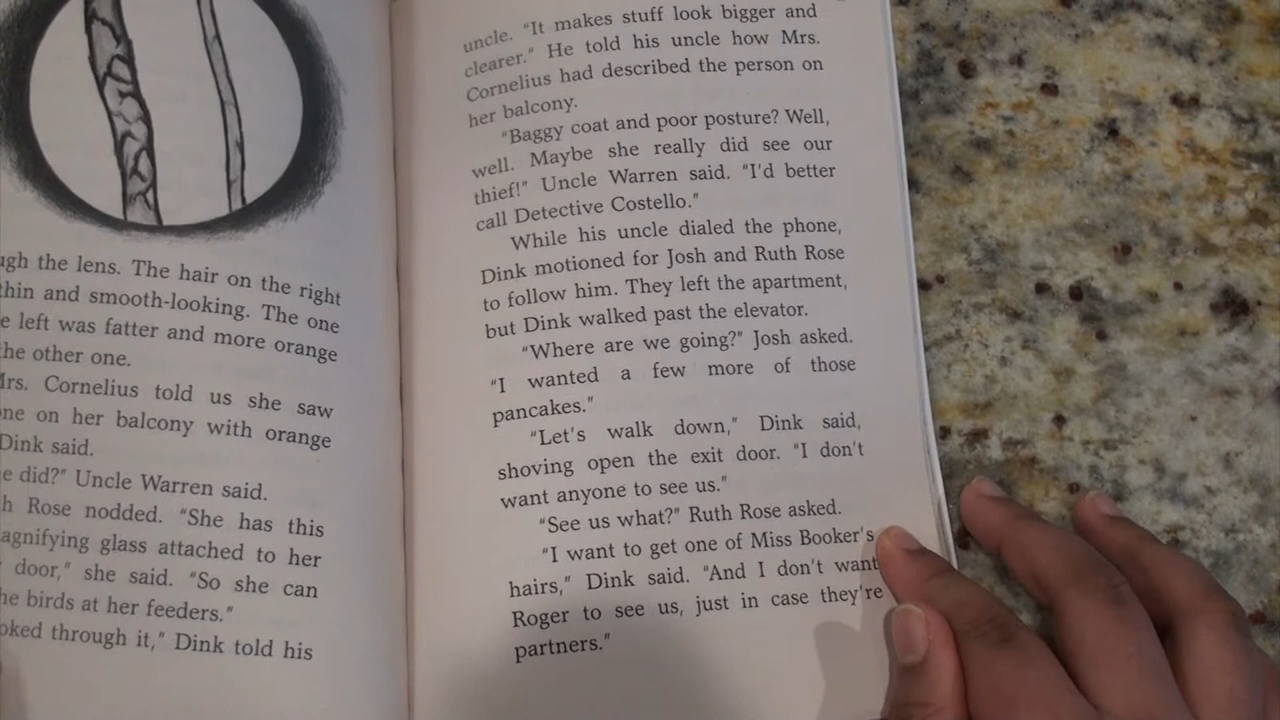 the lens. The hair on the right
thin and smooth-looking. The one
left was fatter and more orange
the other one.
Mrs. Cornelius told us she saw
on her balcony with orange
Dink said.
did?" Uncle Warren said.
Rose nodded. "She has this
magnifying glass attached to her
door," she said. "So she can
birds at her feeders."
through it," Dink told his
uncle. "It makes stuff look bigger and
clearer." He told his uncle how Mrs.
Cornelius had described the person on
her balcony.
"Baggy coat and poor posture? Well,
well. Maybe she really did see our
thief!" Uncle Warren said. "I'd better
call Detective Costello."
While his uncle dialed the phone,
Dink motioned for Josh and Ruth Rose
to follow him. They left the apartment,
but Dink walked past the elevator.
"Where are we going?" Josh asked.
"I wanted a few more of those
pancakes."
"Let's walk down," Dink said,
shoving open the exit door. "I don't
want anyone to see us."
"See us what?" Ruth Rose asked.
"I want to get one of Miss Booker's
hairs," Dink said. "And I don't want
Roger to see us, just in case they're
partners."